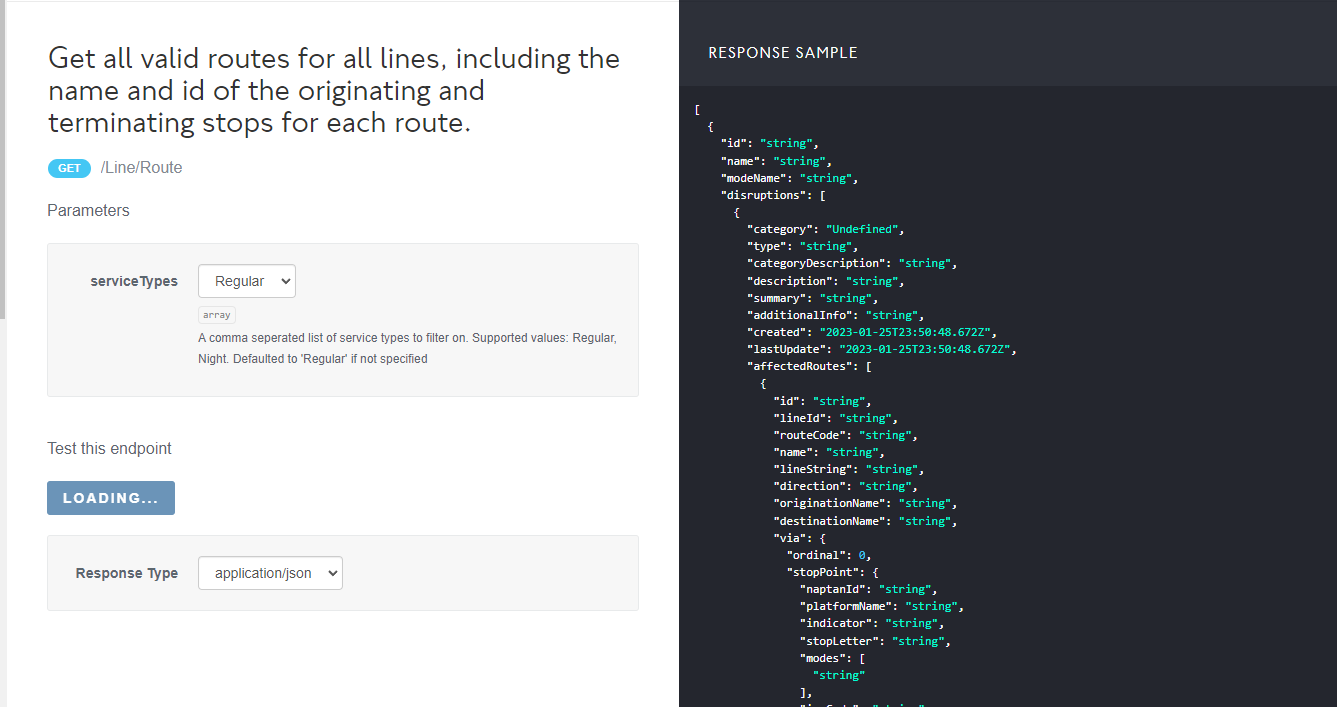 Get all valid routes for all lines, including the
name and id of the originating and
terminating stops for each route.
GET /Line/Route
Parameters
serviceTypes Regular
array
A comma seperated list of service types to filter on. Supported values: Regular,
Night. Defaulted to 'Regular' if not specified
Test this endpoint
LOADING...
Response Type application/json
RESPONSE SAMPLE
[
{
"id": "string",
"name": "string",
"modeName": "string",
"disruptions": [
{
"category": "Undefined",
"type": "string",
"categoryDescription": "string",
"description": "string",
"summary": "string",
"additionalInfo": "string",
"created": "2023-01-25T23:50:48.672Z",
"lastUpdate": "2023-01-25T23:50:48.672Z",
"affectedRoutes": [
{
"id": "string",
"lineId": "string",
"routeCode": "string",
"name": "string",
"lineString": "string",
"direction": "string",
"originationName": "string",
"destinationName": "string",
"via": {
"ordinal": 0,
"stopPoint": {
"naptanId": "string",
"platformName": "string",
"indicator": "string",
"stopLetter": "string",
"modes": [
"string"
],